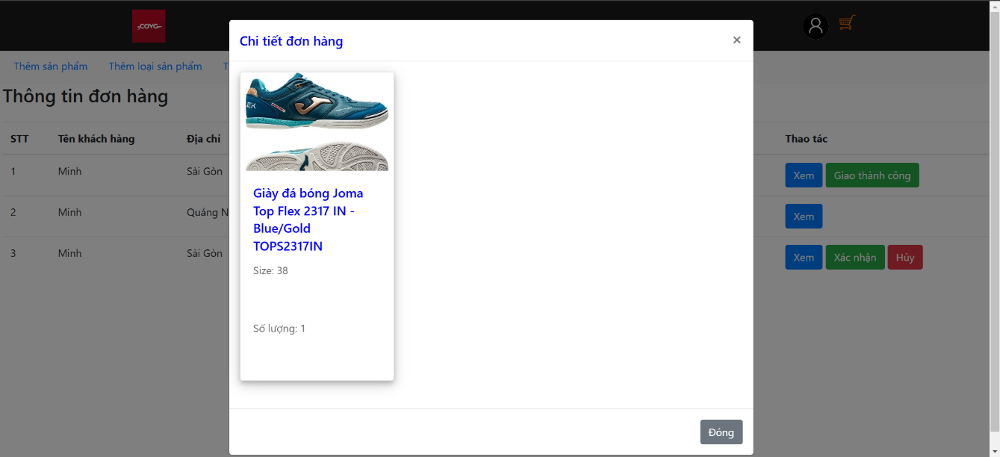 COYG
Chi tiết đơn hàng
×
Thêm sản phẩm Thêm loại sản phẩm T
Thông tin đơn hàng
STT Tên khách hàng Địa chỉ Thao tác
1 Minh Sài Gòn Xem Giao thành công
2 Minh Quảng N Xem
3 Minh Sài Gòn Xem Xác nhận Hủy
Giày đá bóng Joma
Top Flex 2317 IN -
Blue/Gold
TOPS2317IN
Size: 38
Số lượng: 1
Đóng